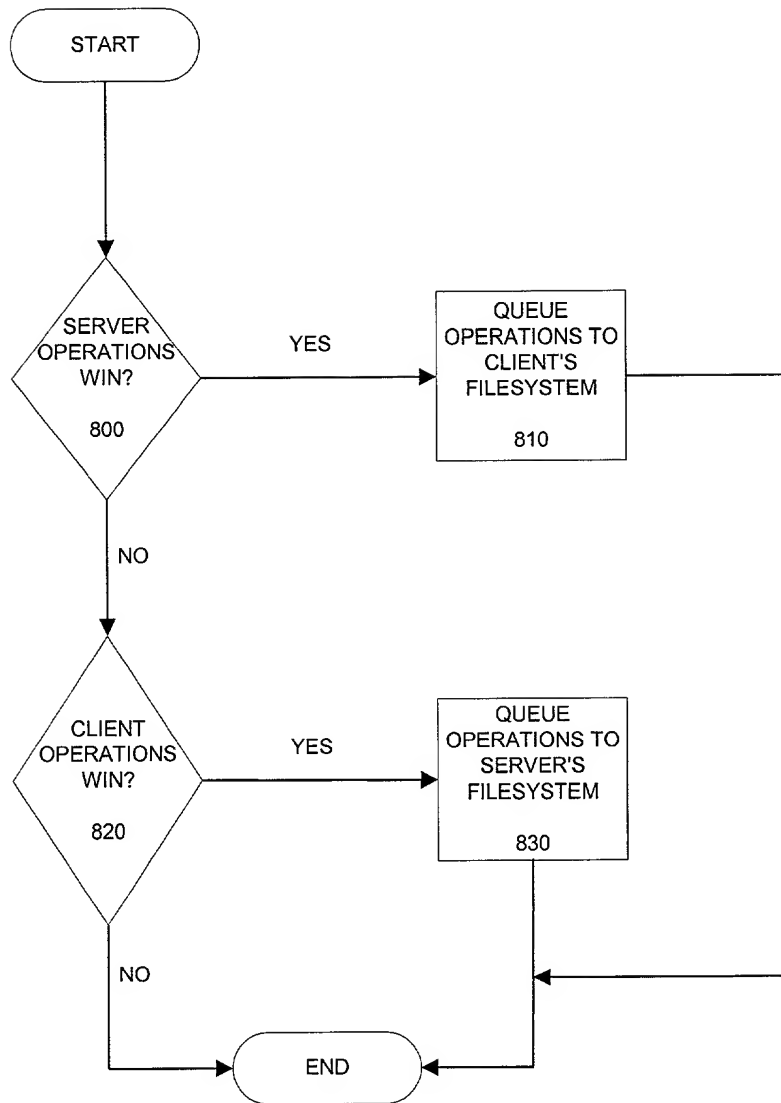 START
SERVER
OPERATIONS
WIN?
800
YES
QUEUE
OPERATIONS TO
CLIENT'S
FILESYSTEM
810
NO
CLIENT
OPERATIONS
WIN?
820
YES
QUEUE
OPERATIONS TO
SERVER'S
FILESYSTEM
830
NO
END